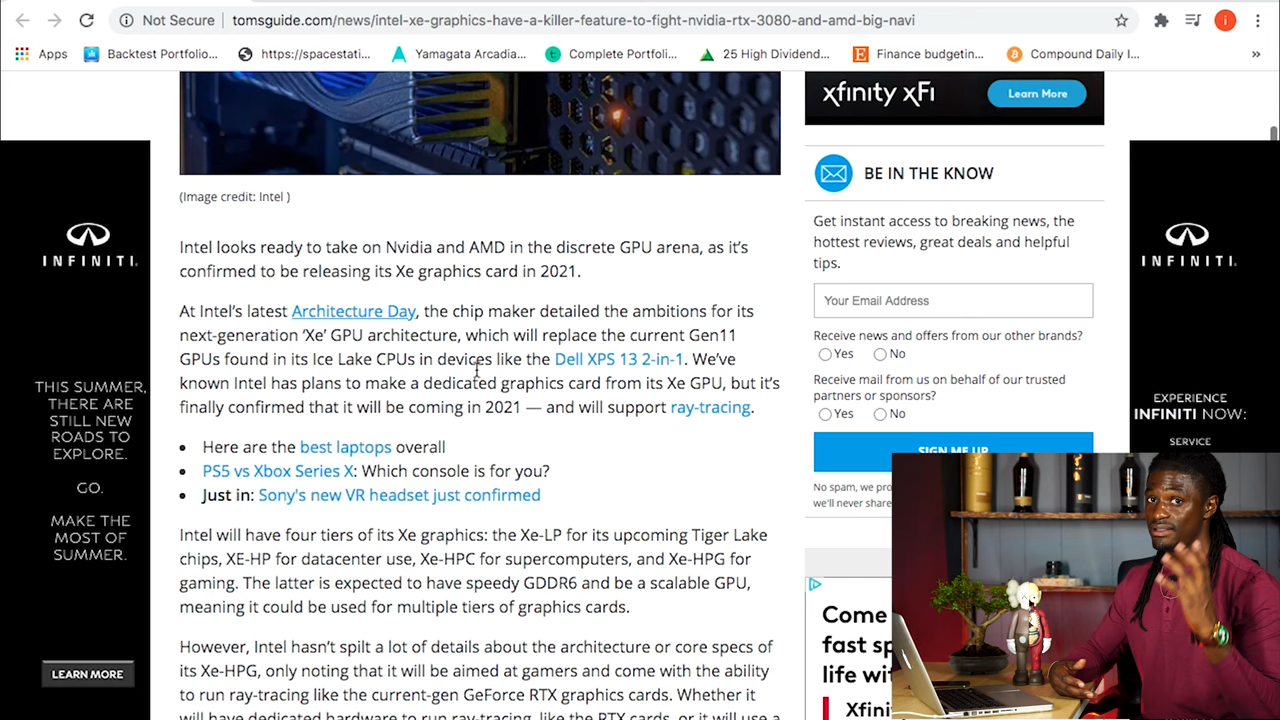 Not Secure
tomsguide.com/news/intel-xe-graphics-have-a-killer-feature-to-fight-nvidia-rtx-3080-and-amd-big-navi
i
Apps
Backtest Portfolio...
https://spacestati...
Yamagata Arcadia...
Complete Portfoli...
25 High Dividend...
Finance budgetin...
Compound Daily I...
»
xfinity xFi
Learn More
(Image credit: Intel )
BE IN THE KNOW
Get instant access to breaking news, the
hottest reviews, great deals and helpful
tips.
Your Email Address
Receive news and offers from our other brands?
Yes
No
Receive mail from us on behalf of our trusted
partners or sponsors?
Yes
No
SIGN ME UP
No spam, we pro
we'll never share
Intel looks ready to take on Nvidia and AMD in the discrete GPU arena, as it's
confirmed to be releasing its Xe graphics card in 2021.
At Intel's latest Architecture Day, the chip maker detailed the ambitions for its
next-generation 'Xe' GPU architecture, which will replace the current Gen11
GPUs found in its Ice Lake CPUs in devices like the Dell XPS 13 2-in-1. We've
known Intel has plans to make a dedicated graphics card from its Xe GPU, but it's
finally confirmed that it will be coming in 2021 — and will support ray-tracing.
Here are the best laptops overall
PS5 vs Xbox Series X: Which console is for you?
Just in: Sony's new VR headset just confirmed
Intel will have four tiers of its Xe graphics: the Xe-LP for its upcoming Tiger Lake
chips, XE-HP for datacenter use, Xe-HPC for supercomputers, and Xe-HPG for
gaming. The latter is expected to have speedy GDDR6 and be a scalable GPU,
meaning it could be used for multiple tiers of graphics cards.
However, Intel hasn't spilt a lot of details about the architecture or core specs of
its Xe-HPG, only noting that it will be aimed at gamers and come with the ability
to run ray-tracing like the current-gen GeForce RTX graphics cards. Whether it
will have dedicated hardware to run ray-tracing, like the RTX cards, or it will use a
INFINITI.
THIS SUMMER,
THERE ARE
STILL NEW
ROADS TO
EXPLORE.
GO.
MAKE THE
MOST OF
SUMMER.
LEARN MORE
INFINITI.
EXPERIENCE
INFINITI NOW:
SERVICE
Come
fast sp
life wit
Xfini